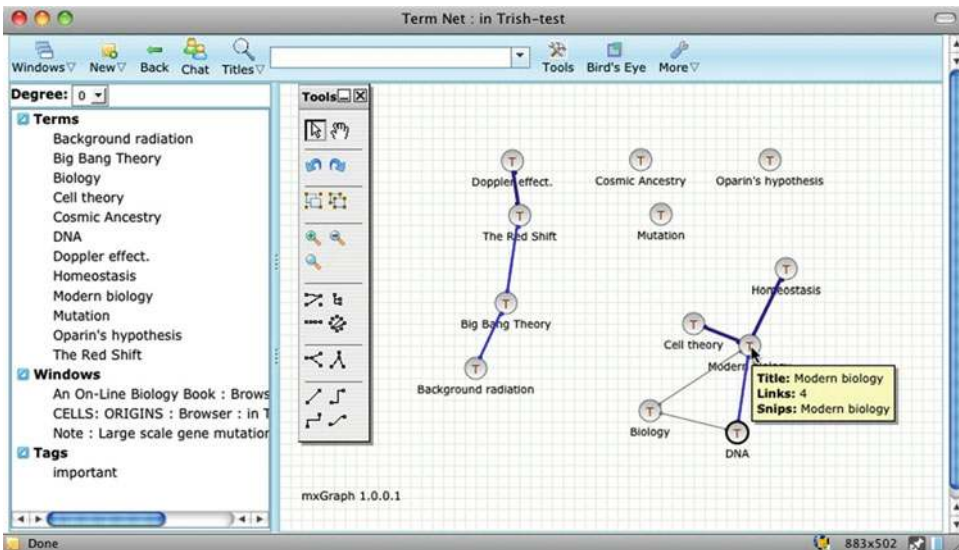 Term Net : in Trish-test
Windows New Back Chat Titles Tools Bird's Eye More
Degree: 0
Terms
Background radiation
Big Bang Theory
Biology
Cell theory
Cosmic Ancestry
DNA
Doppler effect.
Homeostasis
Modern biology
Mutation
Oparin's hypothesis
The Red Shift
Windows
An On-Line Biology Book : Brows
CELLS: ORIGINS : Browser : in T
Note : Large scale gene mutation
Tags
important
Tools
T T T
Doppler effect. Cosmic Ancestry Oparin's hypothesis
T T
The Red Shift Mutation
T
Homeostasis
T
Big Bang Theory
T
Cell theory
T
Modern biology
T
Background radiation
Title: Modern biology
Links: 4
Snips: Modern biology
T
Biology
T
DNA
mxGraph 1.0.0.1
Done 883x502